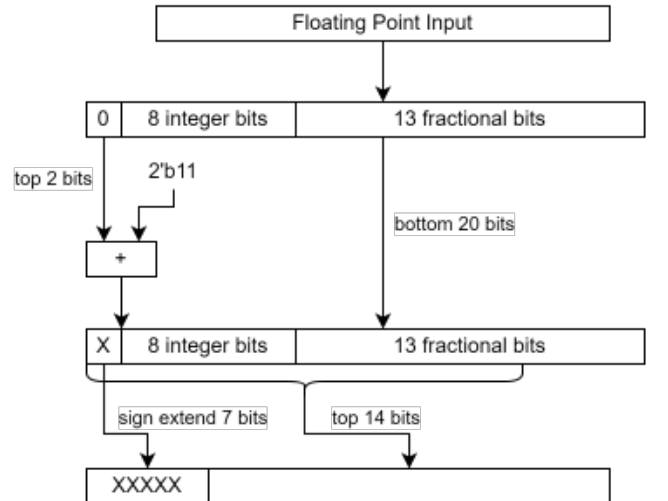 Floating Point Input
0 8 integer bits 13 fractional bits
top 2 bits 2'b11
bottom 20 bits
+
X 8 integer bits 13 fractional bits
sign extend 7 bits top 14 bits
XXXXX